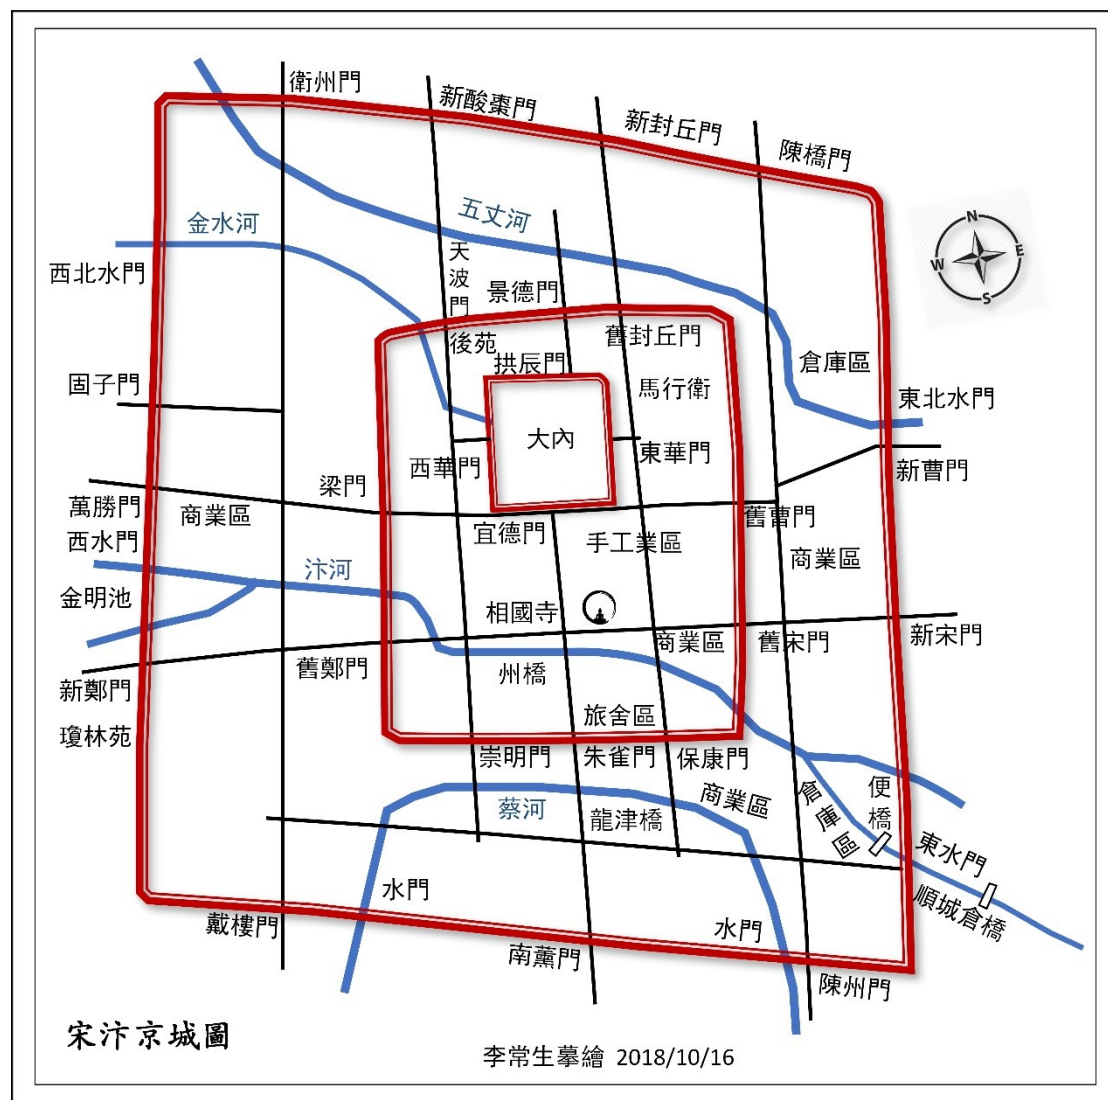 衛州門
新酸棗門
新封丘門
陳橋門
金水河
五丈河
N
E
W
S
西北水門
天波門
景德門
後苑
舊封丘門
拱辰門
倉庫區
固子門
馬行衛
東北水門
大內
西華門
東華門
新曹門
梁門
萬勝門
商業區
宜德門
手工業區
舊曹門
西水門
汴河
商業區
金明池
相國寺
商業區
舊宋門
新宋門
新鄭門
舊鄭門
州橋
瓊林苑
旅舍區
崇明門
朱雀門
保康門
蔡河
龍津橋
商業區
倉庫區
便橋
東水門
順城倉橋
水門
水門
戴樓門
南薰門
陳州門
宋汴京城圖
李常生摹繪 2018/10/16